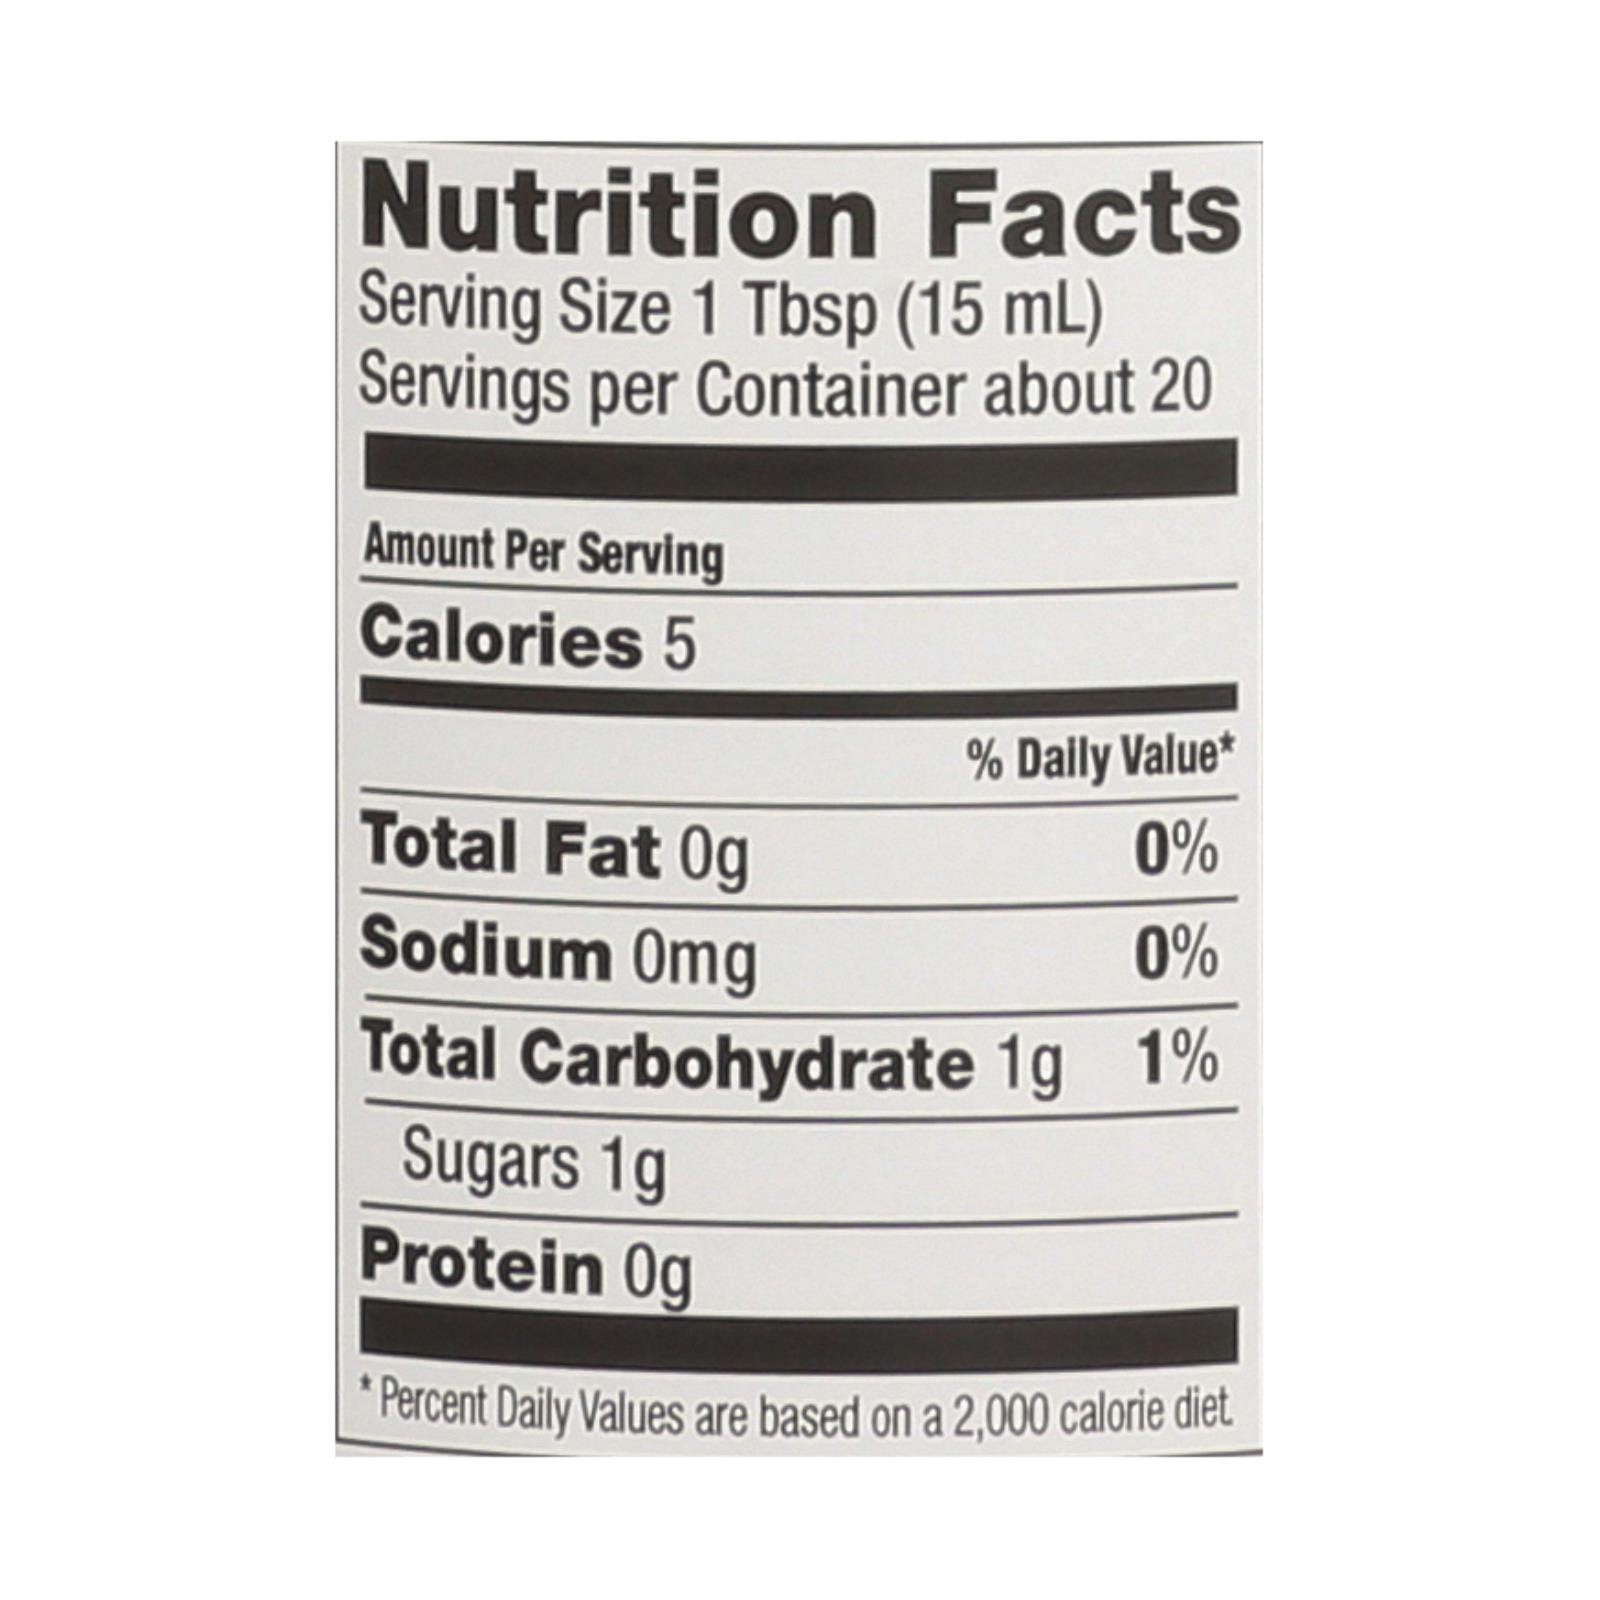 Nutrition Facts
Serving Size 1 Tbsp (15 mL)
Servings per Container about 20
Amount Per Serving
Calories 5
% Daily Value*
Total Fat 0g 0%
Sodium 0mg 0%
Total Carbohydrate 1g 1%
Sugars 1g
Protein 0g
* Percent Daily Values are based on a 2,000 calorie diet.